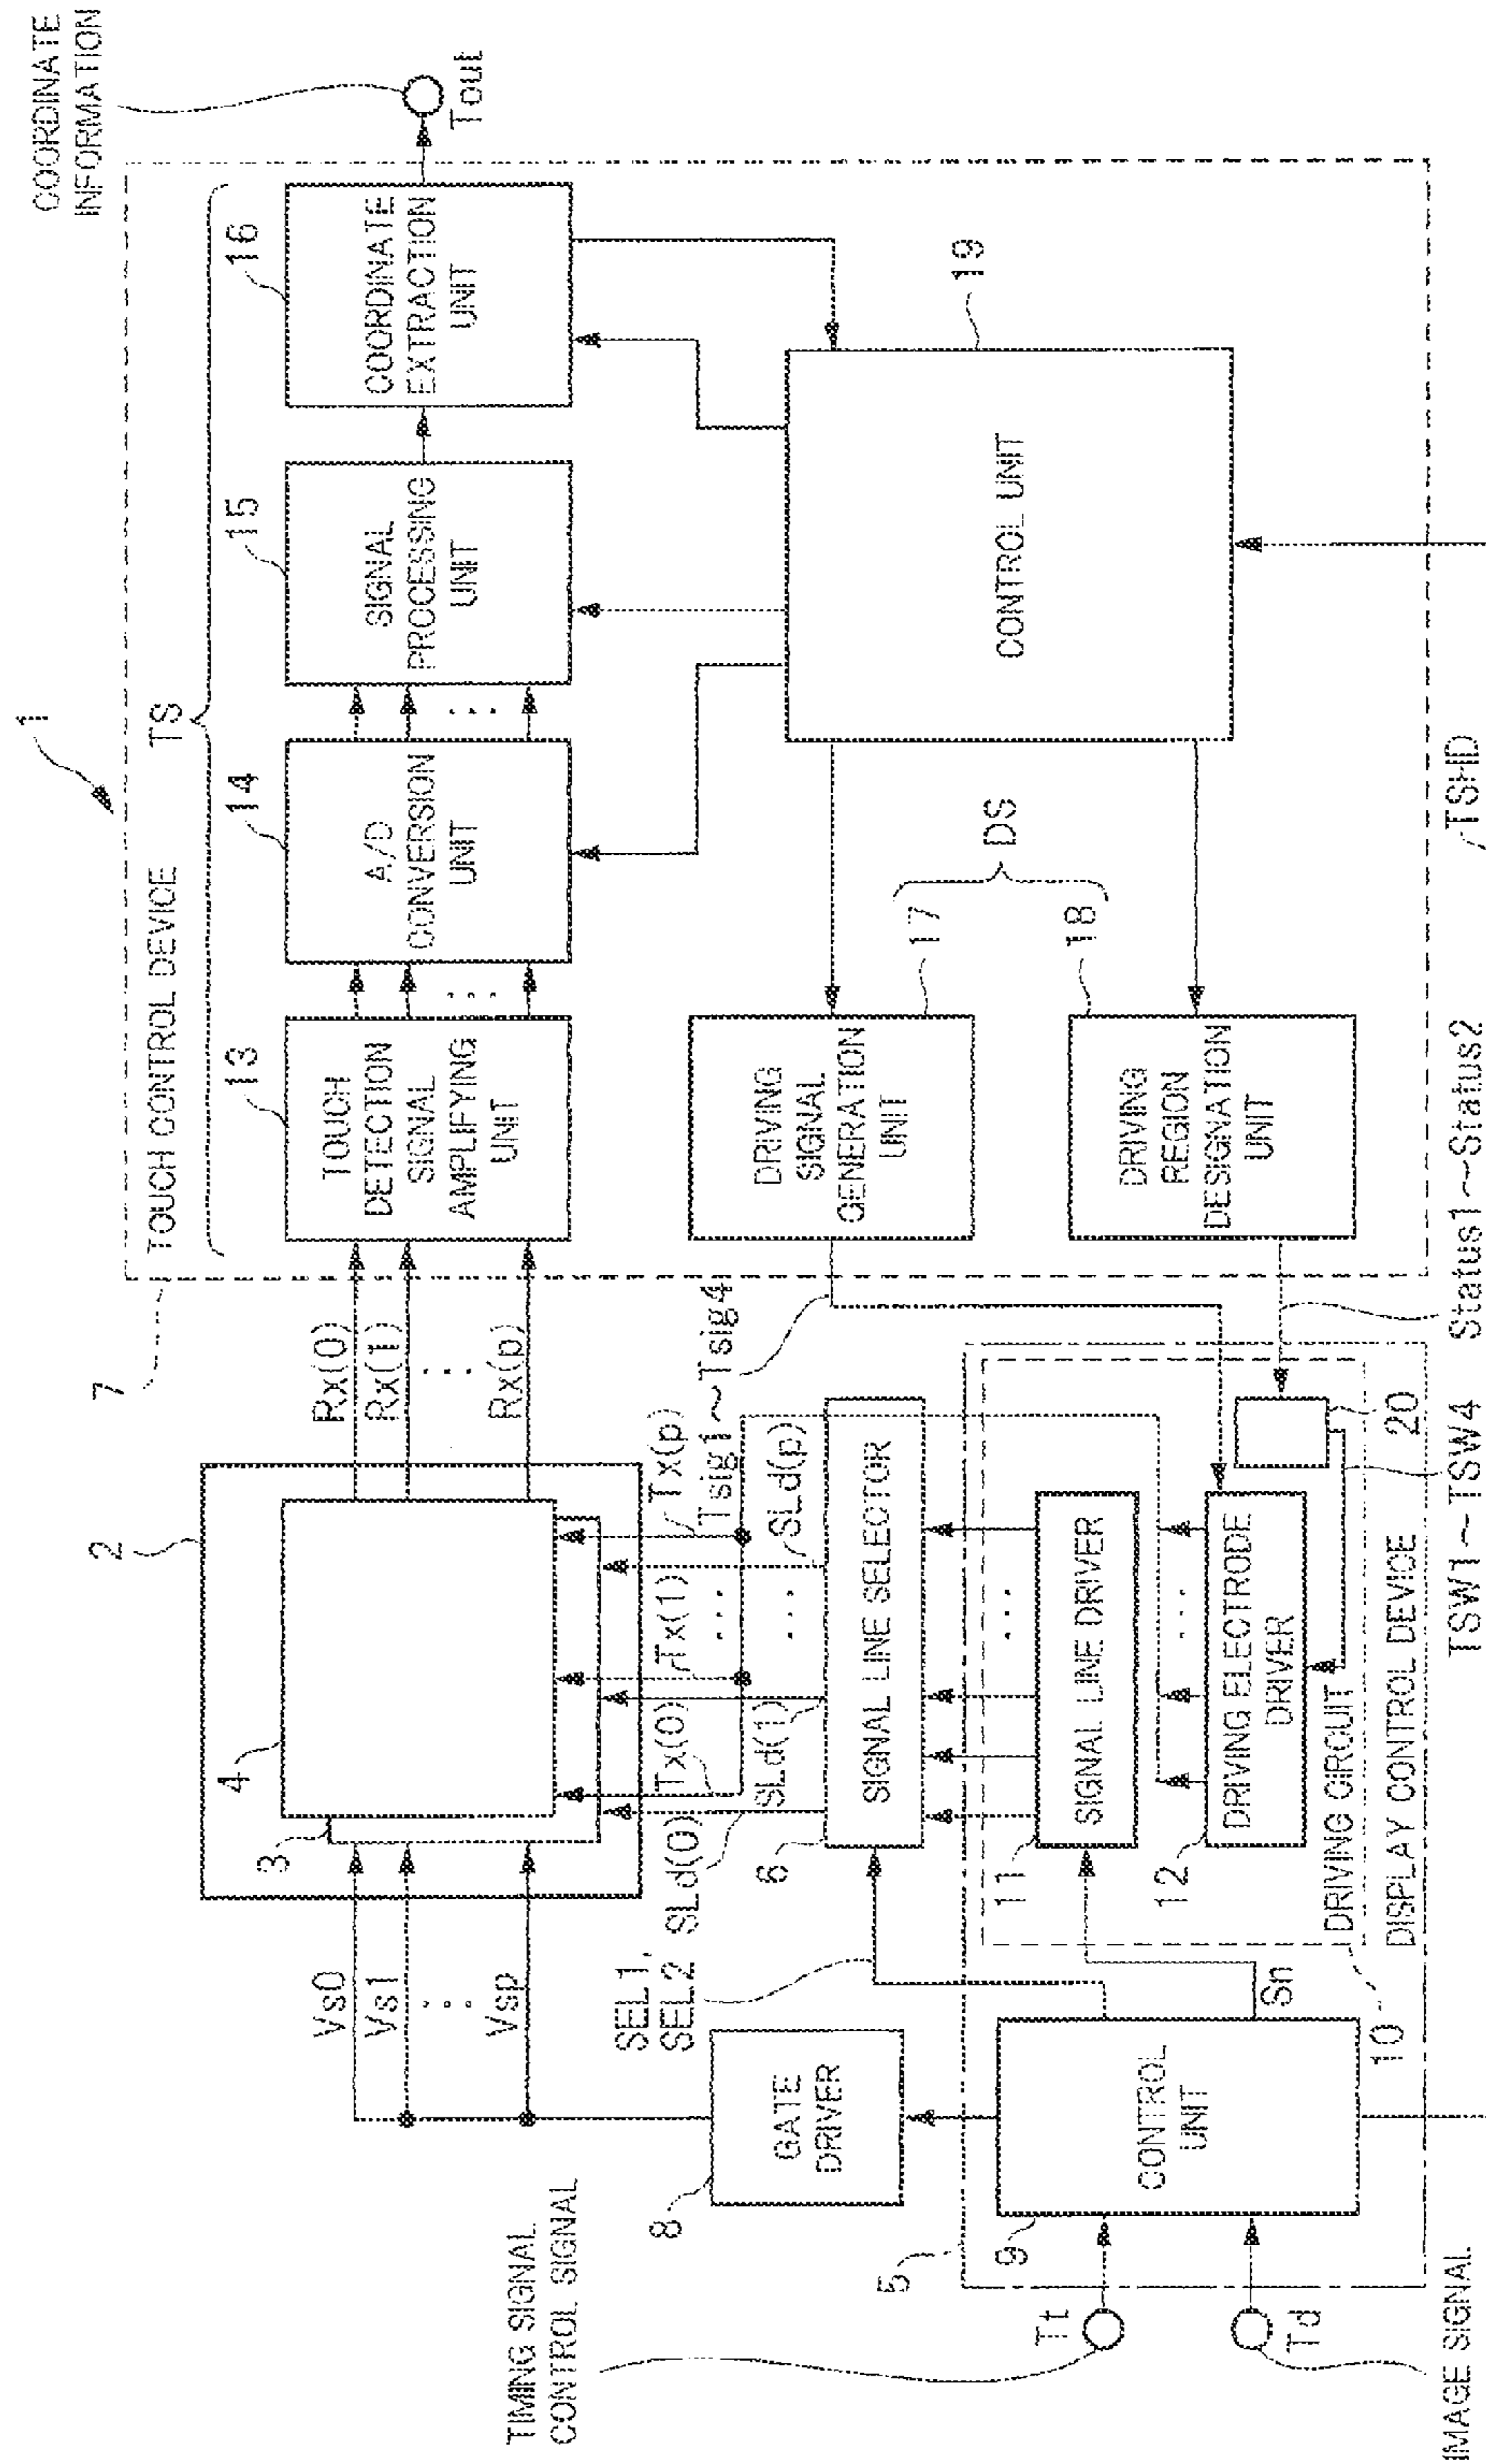 1
COORDINATE
INFORMATION
Tout
7
TOUCH CONTROL DEVICE
TS
13
TOUCH
DETECTION
SIGNAL
AMPLIFYING
UNIT
14
A/D
CONVERSION
UNIT
15
SIGNAL
PROCESSING
UNIT
16
COORDINATE
EXTRACTION
UNIT
17
DRIVING
SIGNAL
GENERATION
UNIT
18
DRIVING
REGION
DESIGNATION
UNIT
DS
19
CONTROL UNIT
2
4
3
Rx(0)
Rx(1)
Rx(p)
Vs0
Vs1
Vsp
Tx(0)
Tx(1)
Tx(p)
Tsig1~Tsig4
SLd(0)
SLd(1)
SLd(p)
SEL1,
SEL2
6
SIGNAL LINE SELECTOR
8
GATE
DRIVER
TIMING SIGNAL
CONTROL SIGNAL
5
9
CONTROL
UNIT
Tt
Td
IMAGE SIGNAL
Sn
11
SIGNAL LINE DRIVER
12
DRIVING ELECTRODE
DRIVER
10
DRIVING CIRCUIT
20
DISPLAY CONTROL DEVICE
TSW1~TSW4
Status1~Status2
TSHD